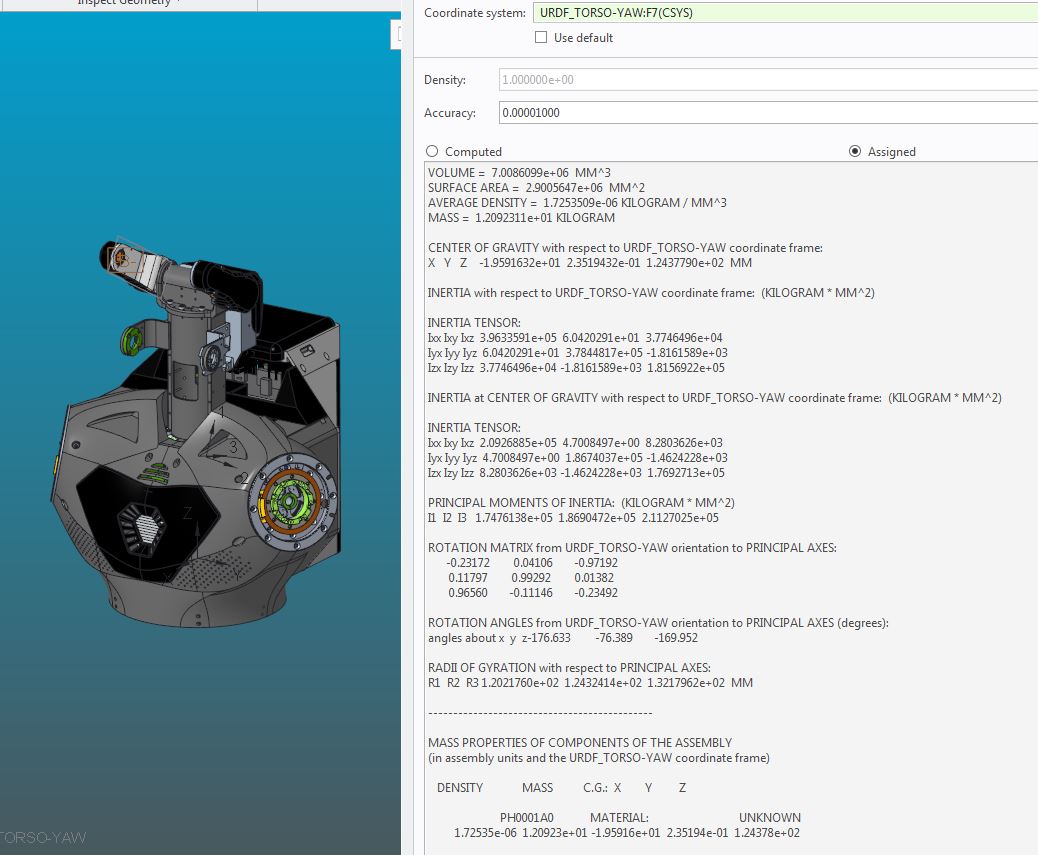 Inspect Geometry
Coordinate system: URDF_TORSO-YAW:F7(CSYS)
Use default
Density: 1.000000e+00
Accuracy: 0.00001000
Computed Assigned
VOLUME = 7.0086099e+06 MM^3
SURFACE AREA = 2.9005647e+06 MM^2
AVERAGE DENSITY = 1.7253509e-06 KILOGRAM / MM^3
MASS = 1.2092311e+01 KILOGRAM
CENTER OF GRAVITY with respect to URDF_TORSO-YAW coordinate frame:
X Y Z -1.9591632e+01 2.3519432e-01 1.2437790e+02 MM
INERTIA with respect to URDF_TORSO-YAW coordinate frame: (KILOGRAM * MM^2)
INERTIA TENSOR:
Ixx Ixy Ixz 3.9633591e+05 6.0420291e+01 3.7746496e+04
Iyx Iyy Iyz 6.0420291e+01 3.7844817e+05 -1.8161589e+03
Izx Izy Izz 3.7746496e+04 -1.8161589e+03 1.8156922e+05
INERTIA at CENTER OF GRAVITY with respect to URDF_TORSO-YAW coordinate frame: (KILOGRAM * MM^2)
INERTIA TENSOR:
Ixx Ixy Ixz 2.0926885e+05 4.7008497e+00 8.2803626e+03
Iyx Iyy Iyz 4.7008497e+00 1.8674037e+05 -1.4624228e+03
Izx Izy Izz 8.2803626e+03 -1.4624228e+03 1.7692713e+05
PRINCIPAL MOMENTS OF INERTIA: (KILOGRAM * MM^2)
I1 I2 I3 1.7476138e+05 1.8690472e+05 2.1127025e+05
ROTATION MATRIX from URDF_TORSO-YAW orientation to PRINCIPAL AXES:
-0.23172 0.04106 -0.97192
0.11797 0.99292 0.01382
0.96560 -0.11146 -0.23492
ROTATION ANGLES from URDF_TORSO-YAW orientation to PRINCIPAL AXES (degrees):
angles about x y z-176.633 -76.389 -169.952
RADII OF GYRATION with respect to PRINCIPAL AXES:
R1 R2 R3 1.2021760e+02 1.2432414e+02 1.3217962e+02 MM
---------------------------------------------
MASS PROPERTIES OF COMPONENTS OF THE ASSEMBLY
(in assembly units and the URDF_TORSO-YAW coordinate frame)
DENSITY MASS C.G.: X Y Z
PH0001A0 MATERIAL: UNKNOWN
1.72535e-06 1.20923e+01 -1.95916e+01 2.35194e-01 1.24378e+02
3
2
Z
X
Y
TORSO-YAW